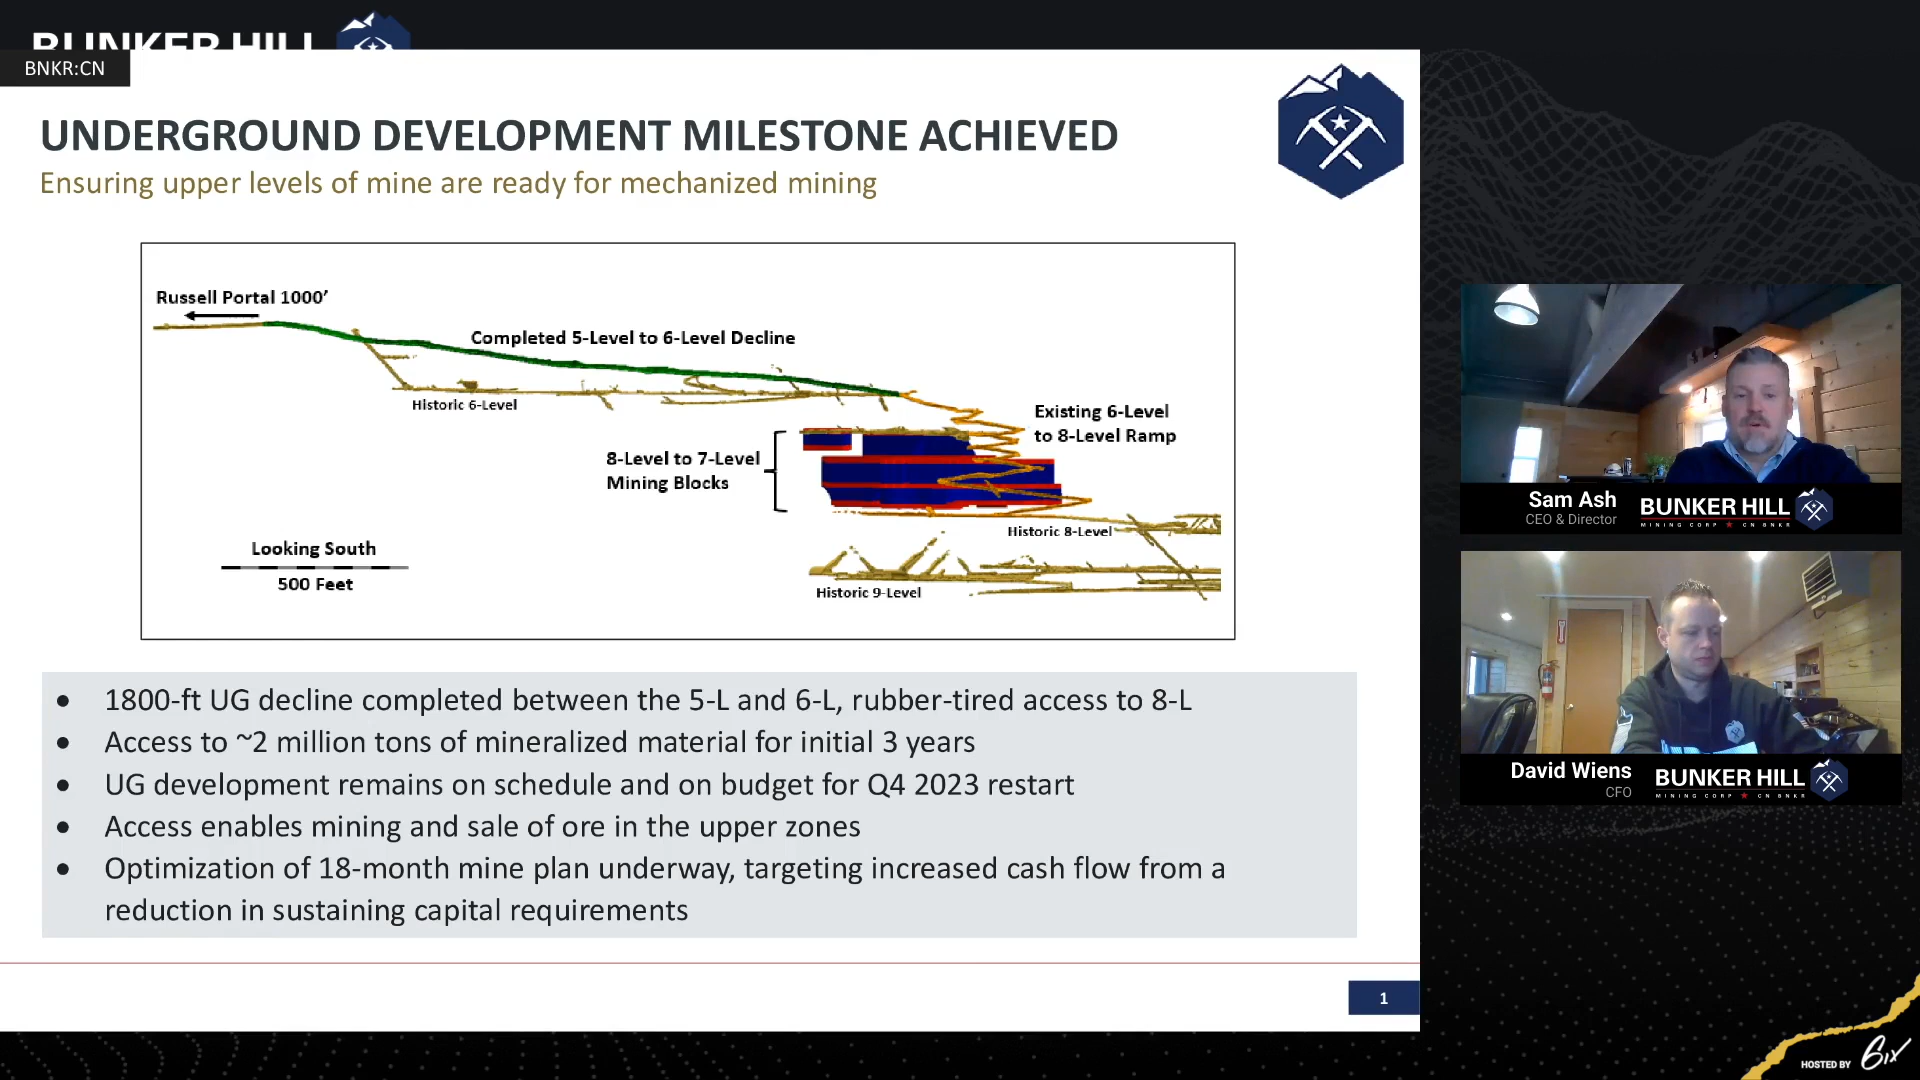 BUNKER HILL
BNKR:CN
UNDERGROUND DEVELOPMENT MILESTONE ACHIEVED
Ensuring upper levels of mine are ready for mechanized mining
Russell Portal 1000’
Completed 5-Level to 6-Level Decline
Historic 6-Level
Existing 6-Level
to 8-Level Ramp
8-Level to 7-Level
Mining Blocks
Historic 8-Level
Looking South
500 Feet
Historic 9-Level
• 1800-ft UG decline completed between the 5-L and 6-L, rubber-tired access to 8-L
• Access to ~2 million tons of mineralized material for initial 3 years
• UG development remains on schedule and on budget for Q4 2023 restart
• Access enables mining and sale of ore in the upper zones
• Optimization of 18-month mine plan underway, targeting increased cash flow from a
reduction in sustaining capital requirements
1
Sam Ash
CEO & Director
BUNKER HILL
MINING CORP ★ CN BNKR
David Wiens
CFO
BUNKER HILL
MINING CORP ★ CN BNKR
HOSTED BY 6ix